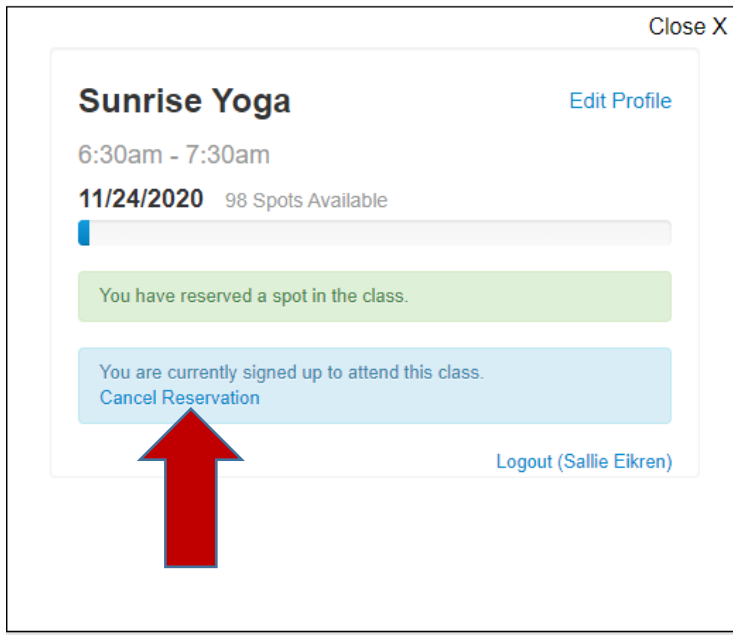 Close X
Sunrise Yoga
Edit Profile
6:30am - 7:30am
11/24/2020 98 Spots Available
You have reserved a spot in the class.
You are currently signed up to attend this class.
Cancel Reservation
Logout (Sallie Eikren)